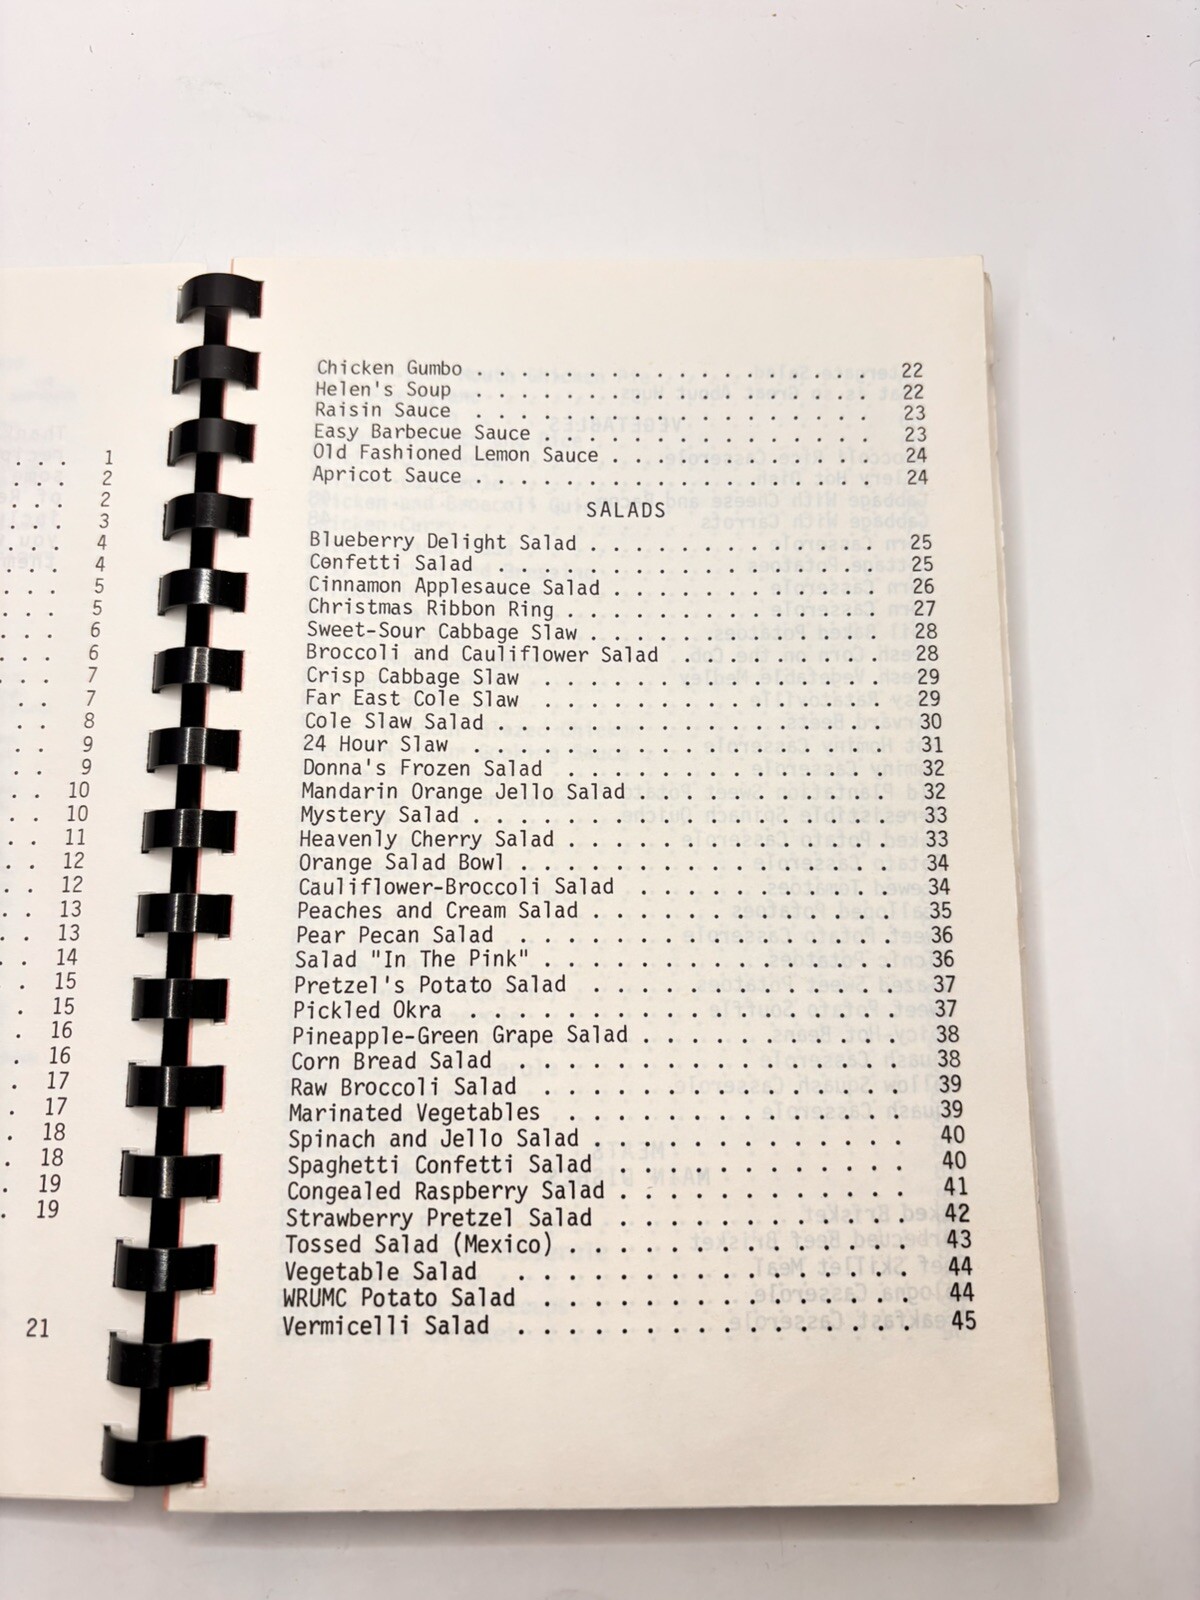 . . . 1
. . . 2
. . . 2
. . . 3
. . . 4
. . . 4
. . . 5
. . . 5
. . . 6
. . . 6
. . . 7
. . 7
. . . 8
. . . 9
. . . 9
. . 10
. . 10
. . 11
. . 12
. . 12
. . 13
. . 13
. . 14
. . 15
. . 15
. 16
. 16
. 17
. 17
. 18
. 18
. 19
. 19
21
Chicken Gumbo . . . . . . . . . . . . . . . 22
Helen's Soup . . . . . . . . . . . . . . . 22
Raisin Sauce . . . . . . . . . . . . . . . 23
Easy Barbecue Sauce . . . . . . . . . . . . 23
Old Fashioned Lemon Sauce . . . . . . . . . . 24
Apricot Sauce . . . . . . . . . . . . . . . 24
SALADS
Blueberry Delight Salad . . . . . . . . . . . 25
Confetti Salad . . . . . . . . . . . . . . . 25
Cinnamon Applesauce Salad . . . . . . . . . . 26
Christmas Ribbon Ring . . . . . . . . . . . . 27
Sweet-Sour Cabbage Slaw . . . . . . . . . . . 28
Broccoli and Cauliflower Salad . . . . . . . . 28
Crisp Cabbage Slaw . . . . . . . . . . . . . 29
Far East Cole Slaw . . . . . . . . . . . . . 29
Cole Slaw Salad . . . . . . . . . . . . . . . 30
24 Hour Slaw . . . . . . . . . . . . . . . . 31
Donna's Frozen Salad . . . . . . . . . . . . 32
Mandarin Orange Jello Salad . . . . . . . . . 32
Mystery Salad . . . . . . . . . . . . . . . . 33
Heavenly Cherry Salad . . . . . . . . . . . . 33
Orange Salad Bowl . . . . . . . . . . . . . . 34
Cauliflower-Broccoli Salad . . . . . . . . . 34
Peaches and Cream Salad . . . . . . . . . . . 35
Pear Pecan Salad . . . . . . . . . . . . . . 36
Salad "In The Pink" . . . . . . . . . . . . . 36
Pretzel's Potato Salad . . . . . . . . . . . 37
Pickled Okra . . . . . . . . . . . . . . . . 37
Pineapple-Green Grape Salad . . . . . . . . . 38
Corn Bread Salad . . . . . . . . . . . . . . 38
Raw Broccoli Salad . . . . . . . . . . . . . 39
Marinated Vegetables . . . . . . . . . . . . 39
Spinach and Jello Salad . . . . . . . . . . . 40
Spaghetti Confetti Salad . . . . . . . . . . 40
Congealed Raspberry Salad . . . . . . . . . . 41
Strawberry Pretzel Salad . . . . . . . . . . 42
Tossed Salad (Mexico) . . . . . . . . . . . . 43
Vegetable Salad . . . . . . . . . . . . . . 44
WRUMC Potato Salad . . . . . . . . . . . . . 44
Vermicelli Salad . . . . . . . . . . . . . . 45